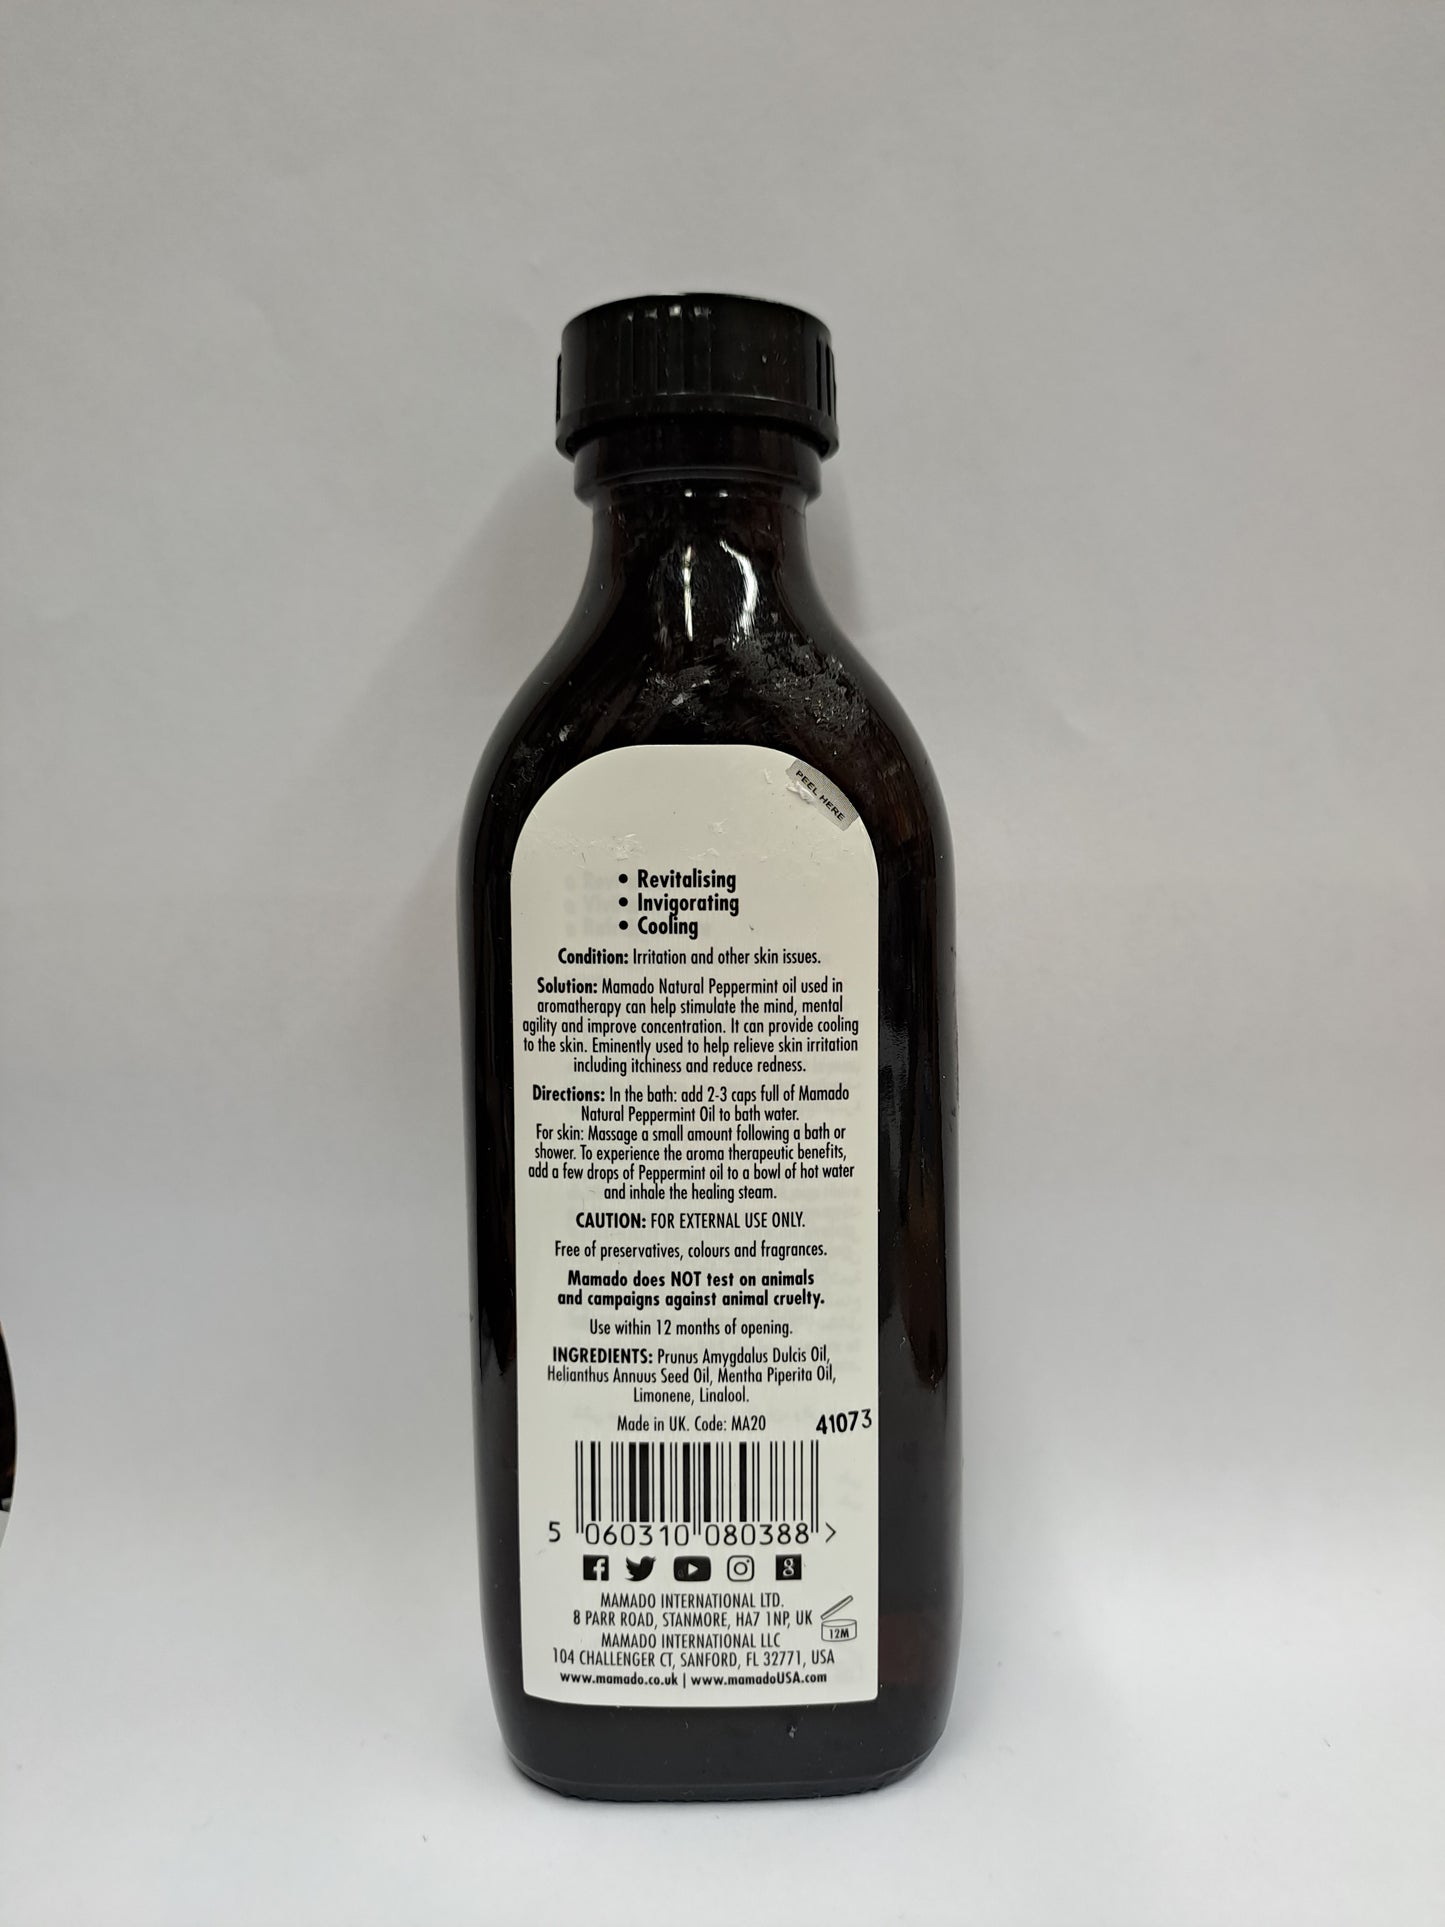 PEEL HERE
• Revitalising
• Invigorating
• Cooling
Condition: Irritation and other skin issues.
Solution: Mamado Natural Peppermint oil used in
aromatherapy can help stimulate the mind, mental
agility and improve concentration. It can provide cooling
to the skin. Eminently used to help relieve skin irritation
including itchiness and reduce redness.
Directions: In the bath: add 2-3 caps full of Mamado
Natural Peppermint Oil to bath water.
For skin: Massage a small amount following a bath or
shower. To experience the aroma therapeutic benefits,
add a few drops of Peppermint oil to a bowl of hot water
and inhale the healing steam.
CAUTION: FOR EXTERNAL USE ONLY.
Free of preservatives, colours and fragrances.
Mamado does NOT test on animals
and campaigns against animal cruelty.
Use within 12 months of opening.
INGREDIENTS: Prunus Amygdalus Dulcis Oil,
Helianthus Annuus Seed Oil, Mentha Piperita Oil,
Limonene, Linalool.
Made in UK. Code: MA20 41073
5 060310 080388 >
MAMADO INTERNATIONAL LTD.
8 PARR ROAD, STANMORE, HA7 1NP, UK
12M
MAMADO INTERNATIONAL LLC
104 CHALLENGER CT, SANFORD, FL 32771, USA
www.mamado.co.uk | www.mamadoUSA.com